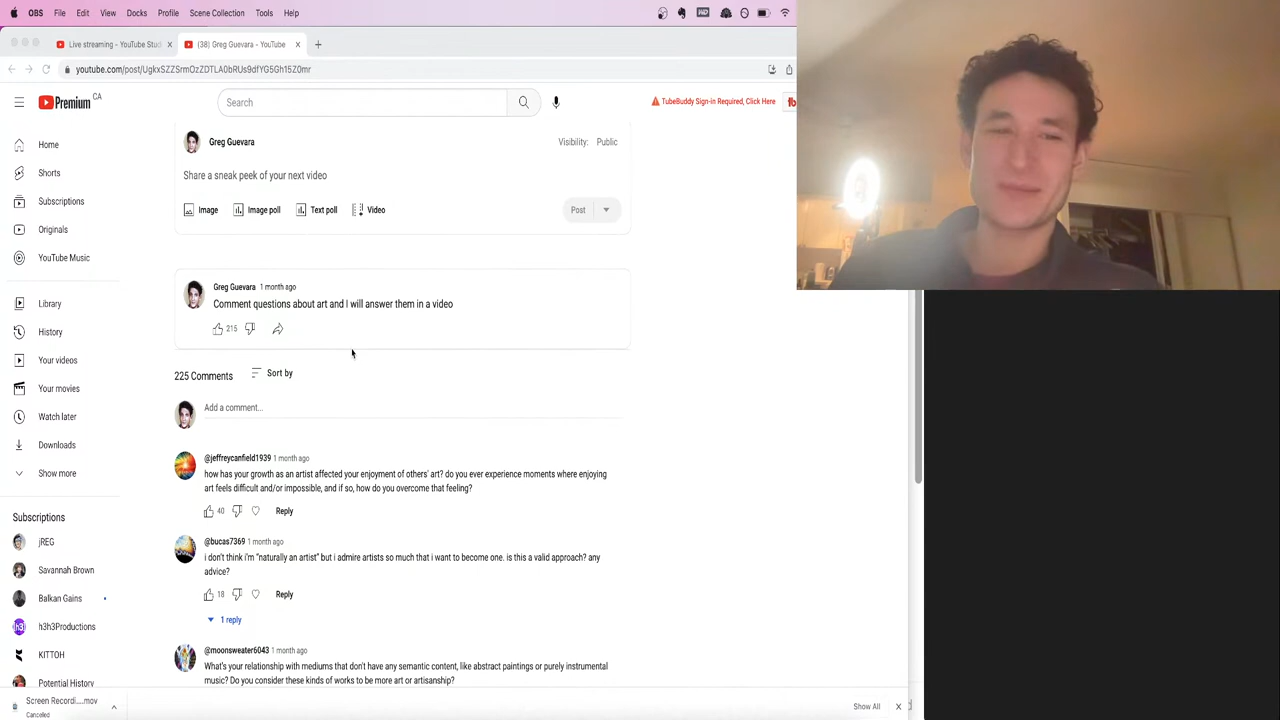 OBS File Edit View Docks Profile Scene Collection Tools Help
Live streaming - YouTube Stud
(38) Greg Guevara - YouTube
youtube.com/post/UgkxSZZSrmOzZDTLA0bRUs9dfYG5Gh15Z0mr
Premium CA
Search
TubeBuddy Sign-in Required, Click Here
tb
Home
Shorts
Subscriptions
Originals
YouTube Music
Library
History
Your videos
Your movies
Watch later
Downloads
Show more
Subscriptions
jREG
Savannah Brown
Balkan Gains
h3h3Productions
KITTOH
Potential History
Greg Guevara
Visibility: Public
Share a sneak peek of your next video
Image Image poll Text poll Video
Post
Greg Guevara 1 month ago
Comment questions about art and I will answer them in a video
215
225 Comments Sort by
Add a comment...
@jeffreycanfield1939 1 month ago
how has your growth as an artist affected your enjoyment of others' art? do you ever experience moments where enjoying
art feels difficult and/or impossible, and if so, how do you overcome that feeling?
40 Reply
@bucas7369 1 month ago
i don't think i'm "naturally an artist" but i admire artists so much that i want to become one. is this a valid approach? any
advice?
18 Reply
1 reply
@moonsweater6043 1 month ago
What's your relationship with mediums that don't have any semantic content, like abstract paintings or purely instrumental
music? Do you consider these kinds of works to be more art or artisanship?
Screen Recordi....mov
Cancelled
Show All